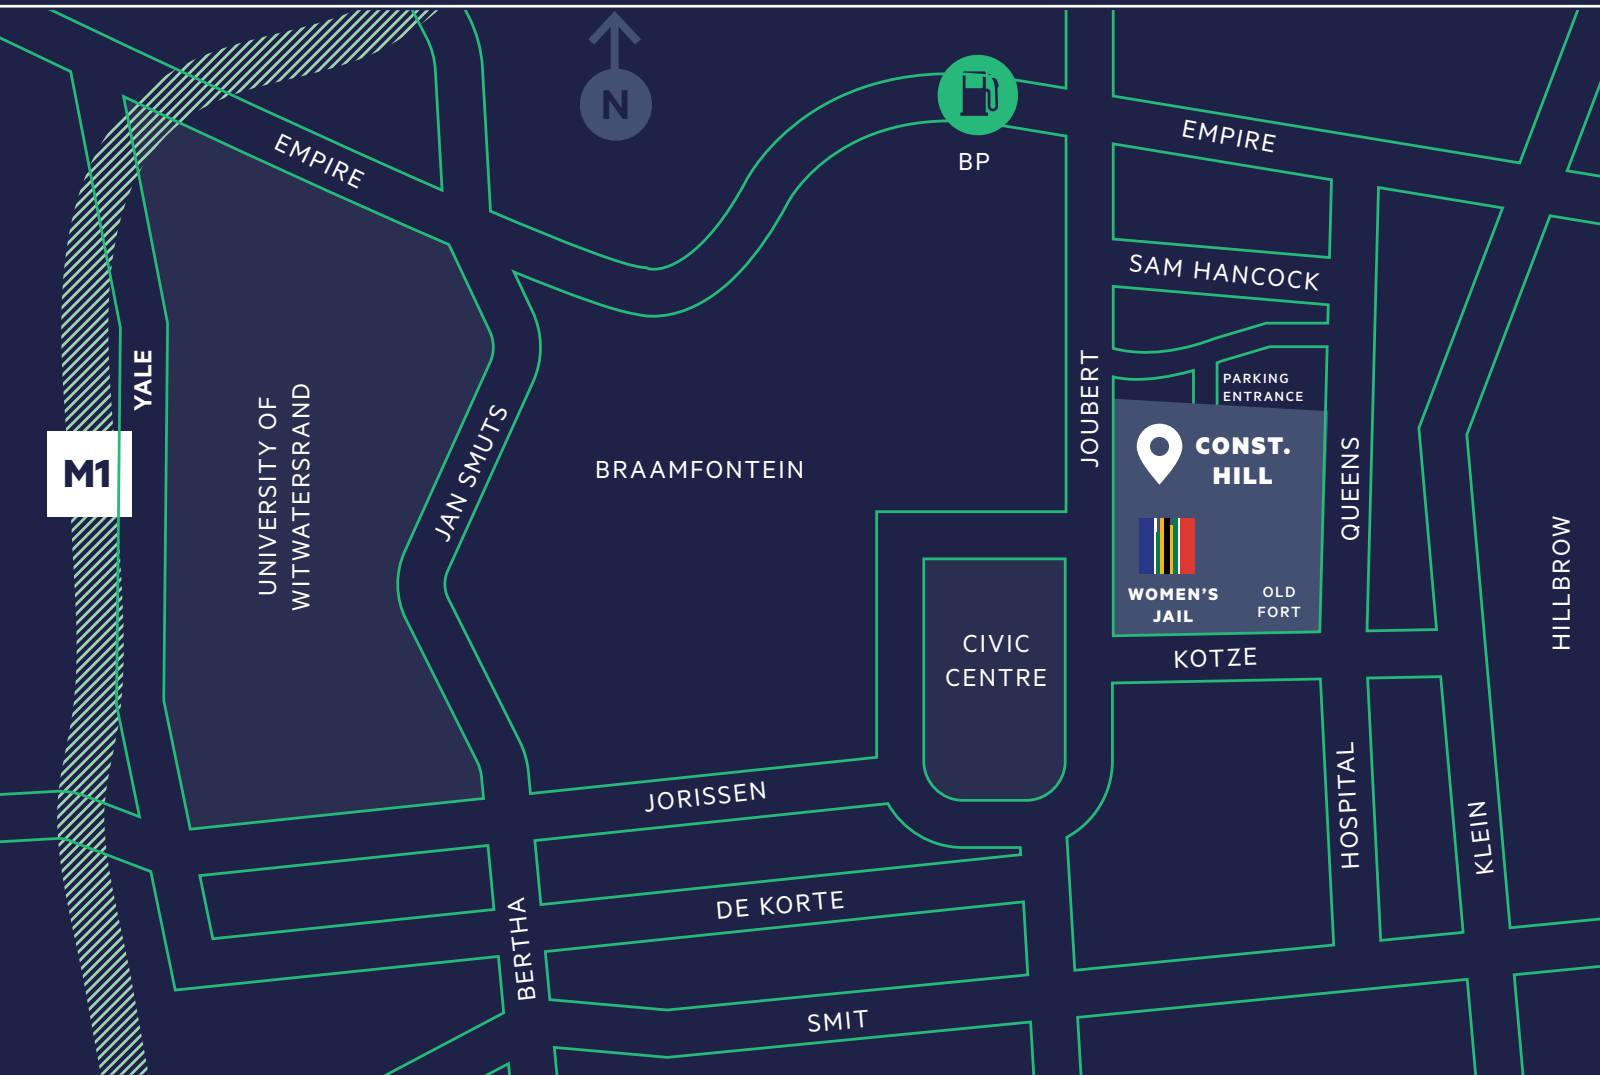 N
EMPIRE
BP
EMPIRE
SAM HANCOCK
YALE
M1
UNIVERSITY OF
WITWATERSRAND
JAN SMUTS
BRAAMFONTEIN
JOUBERT
PARKING
ENTRANCE
CONST.
HILL
WOMEN'S
JAIL
OLD
FORT
QUEENS
HILLBROW
CIVIC
CENTRE
KOTZE
JORISSEN
HOSPITAL
KLEIN
DE KORTE
BERTHA
SMIT